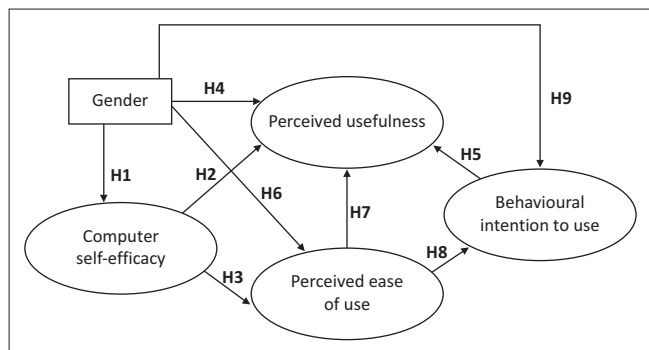 Gender
H4
H9
Perceived usefulness
H1
H2
H5
H6
Behavioural
intention to use
H7
Computer
self-efficacy
H8
H3
Perceived ease
of use